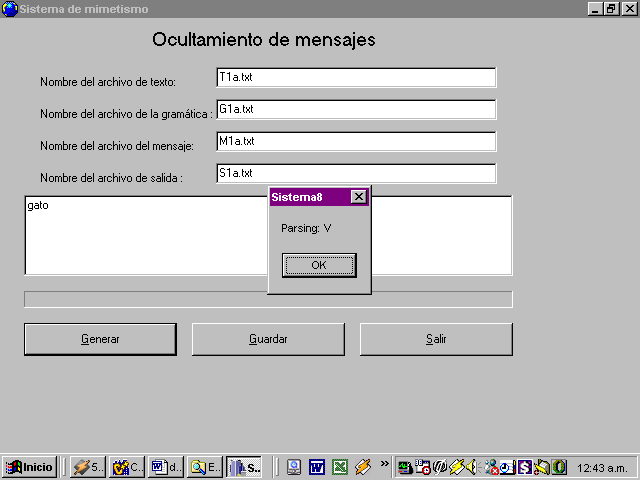 Sistema de mimetismo
Ocultamiento de mensajes
Nombre del archivo de texto: T1a.txt
Nombre del archivo de la gramática : G1a.txt
Nombre del archivo del mensaje: M1a.txt
Nombre del archivo de salida : S1a.txt
gato
Sistema8
Parsing: V
OK
Generar Guardar Salir
Inicio 5.. C.. d.. E.. S.. » 12:43 a.m.